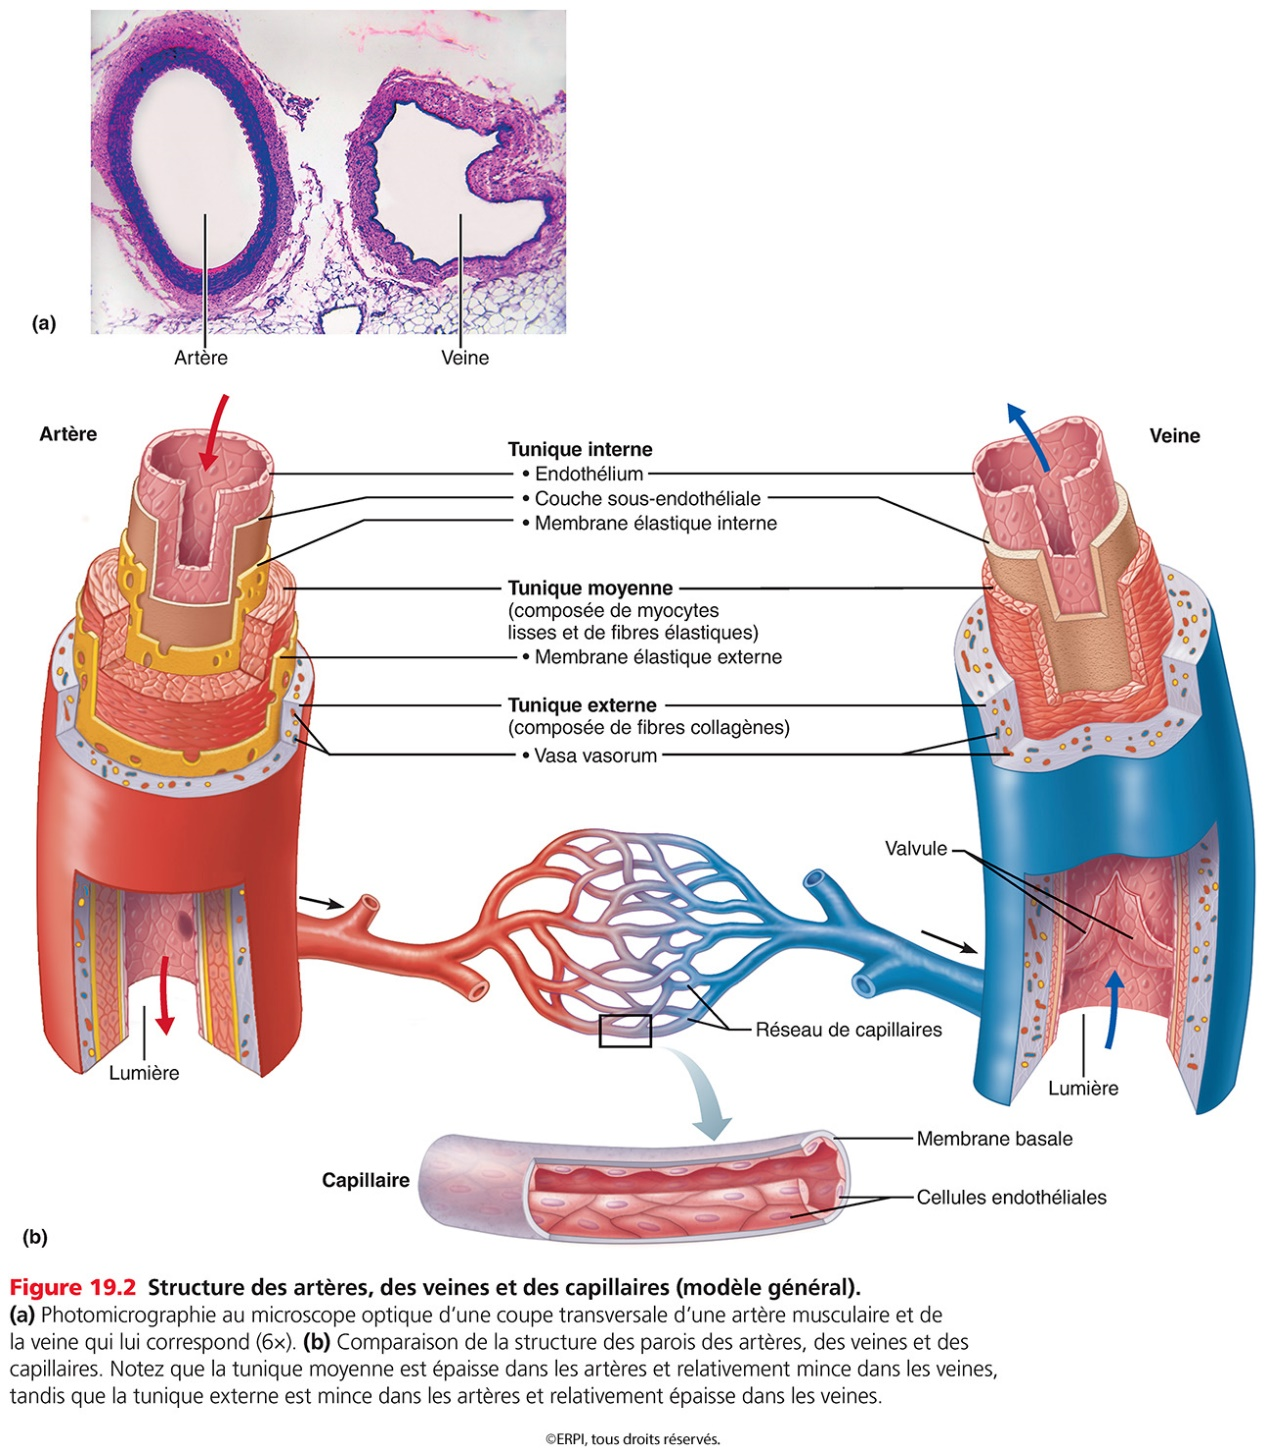 (a)
Artère
Veine
Artère
Veine
Tunique interne
• Endothélium
• Couche sous-endothéliale
• Membrane élastique interne
Tunique moyenne
(composée de myocytes
lisses et de fibres élastiques)
• Membrane élastique externe
Tunique externe
(composée de fibres collagènes)
• Vasa vasorum
Valvule
Réseau de capillaires
Lumière
Lumière
Membrane basale
Capillaire
Cellules endothéliales
(b)
Figure 19.2 Structure des artères, des veines et des capillaires (modèle général).
(a) Photomicrographie au microscope optique d’une coupe transversale d’une artère musculaire et de
la veine qui lui correspond (6×). (b) Comparaison de la structure des parois des artères, des veines et des
capillaires. Notez que la tunique moyenne est épaisse dans les artères et relativement mince dans les veines,
tandis que la tunique externe est mince dans les artères et relativement épaisse dans les veines.
©ERPI, tous droits réservés.